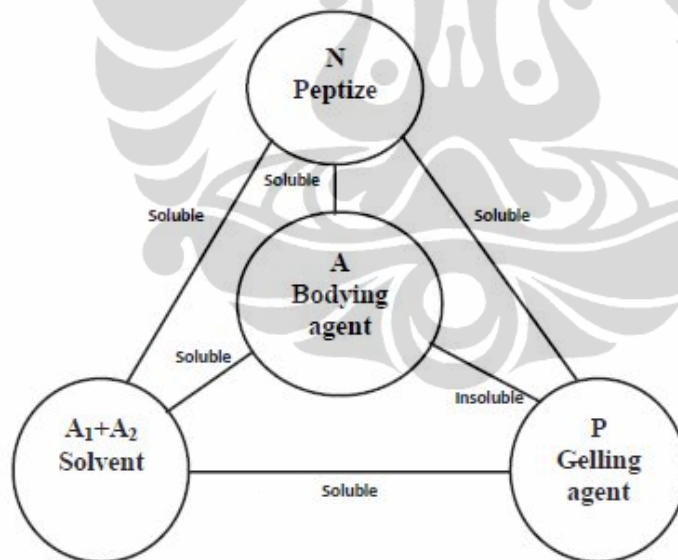 N
Peptize
Soluble
Soluble
Soluble
A
Bodying
agent
Soluble
Insoluble
A₁+A₂
Solvent
P
Gelling
agent
Soluble